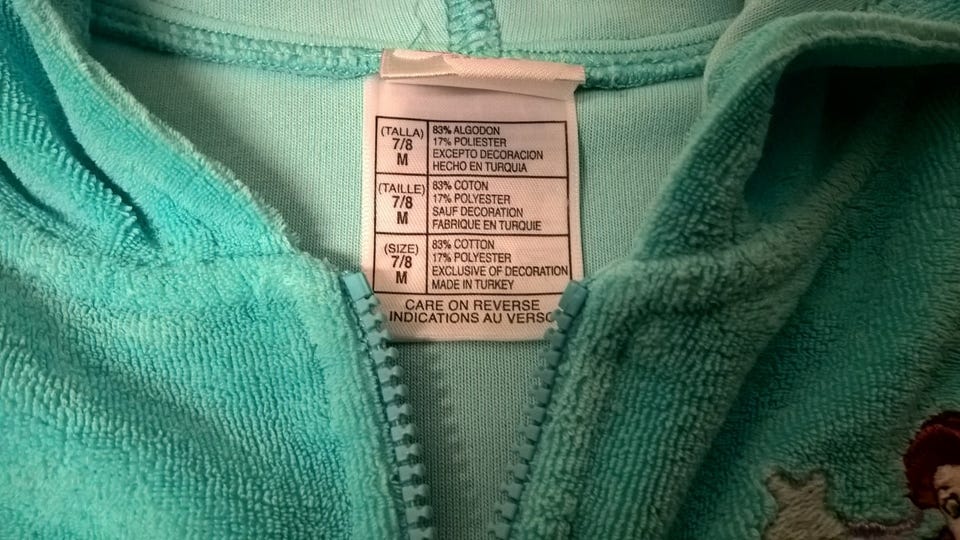 (TALLA)
7/8
M
83% ALGODON
17% POLIESTER
EXCEPTO DECORACION
HECHO EN TURQUIA
(TAILLE)
7/8
M
83% COTON
17% POLYESTER
SAUF DECORATION
FABRIQUE EN TURQUIE
(SIZE)
7/8
M
83% COTTON
17% POLYESTER
EXCLUSIVE OF DECORATION
MADE IN TURKEY
CARE ON REVERSE
INDICATIONS AU VERSO